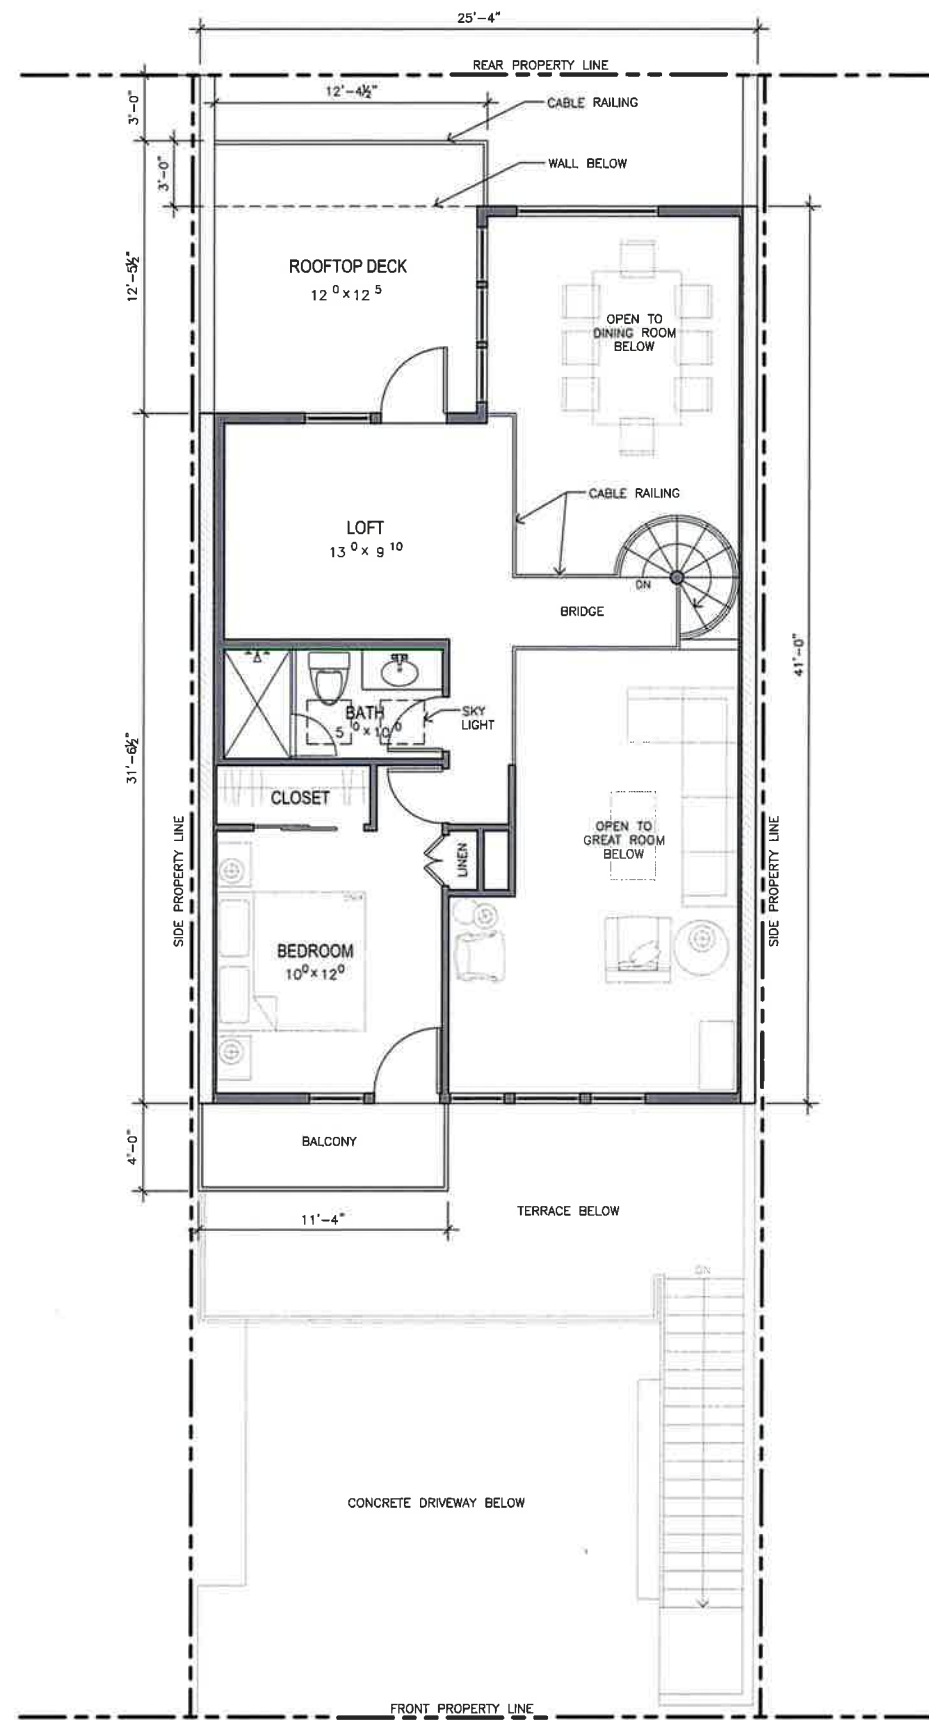 25'-4"
REAR PROPERTY LINE
12'-4½"
CABLE RAILING
3'-0"
WALL BELOW
3'-0"
ROOFTOP DECK
12 0 x 12 5
12'-5½"
OPEN TO
DINING ROOM
BELOW
CABLE RAILING
LOFT
13 0 x 9 10
DN
BRIDGE
41'-0"
BATH
5 0 x 10 0
SKY
LIGHT
31'-6½"
CLOSET
OPEN TO
GREAT ROOM
BELOW
LINEN
SIDE PROPERTY LINE
SIDE PROPERTY LINE
BEDROOM
10 0 x 12 0
BALCONY
4'-0"
TERRACE BELOW
11'-4"
DN
CONCRETE DRIVEWAY BELOW
FRONT PROPERTY LINE